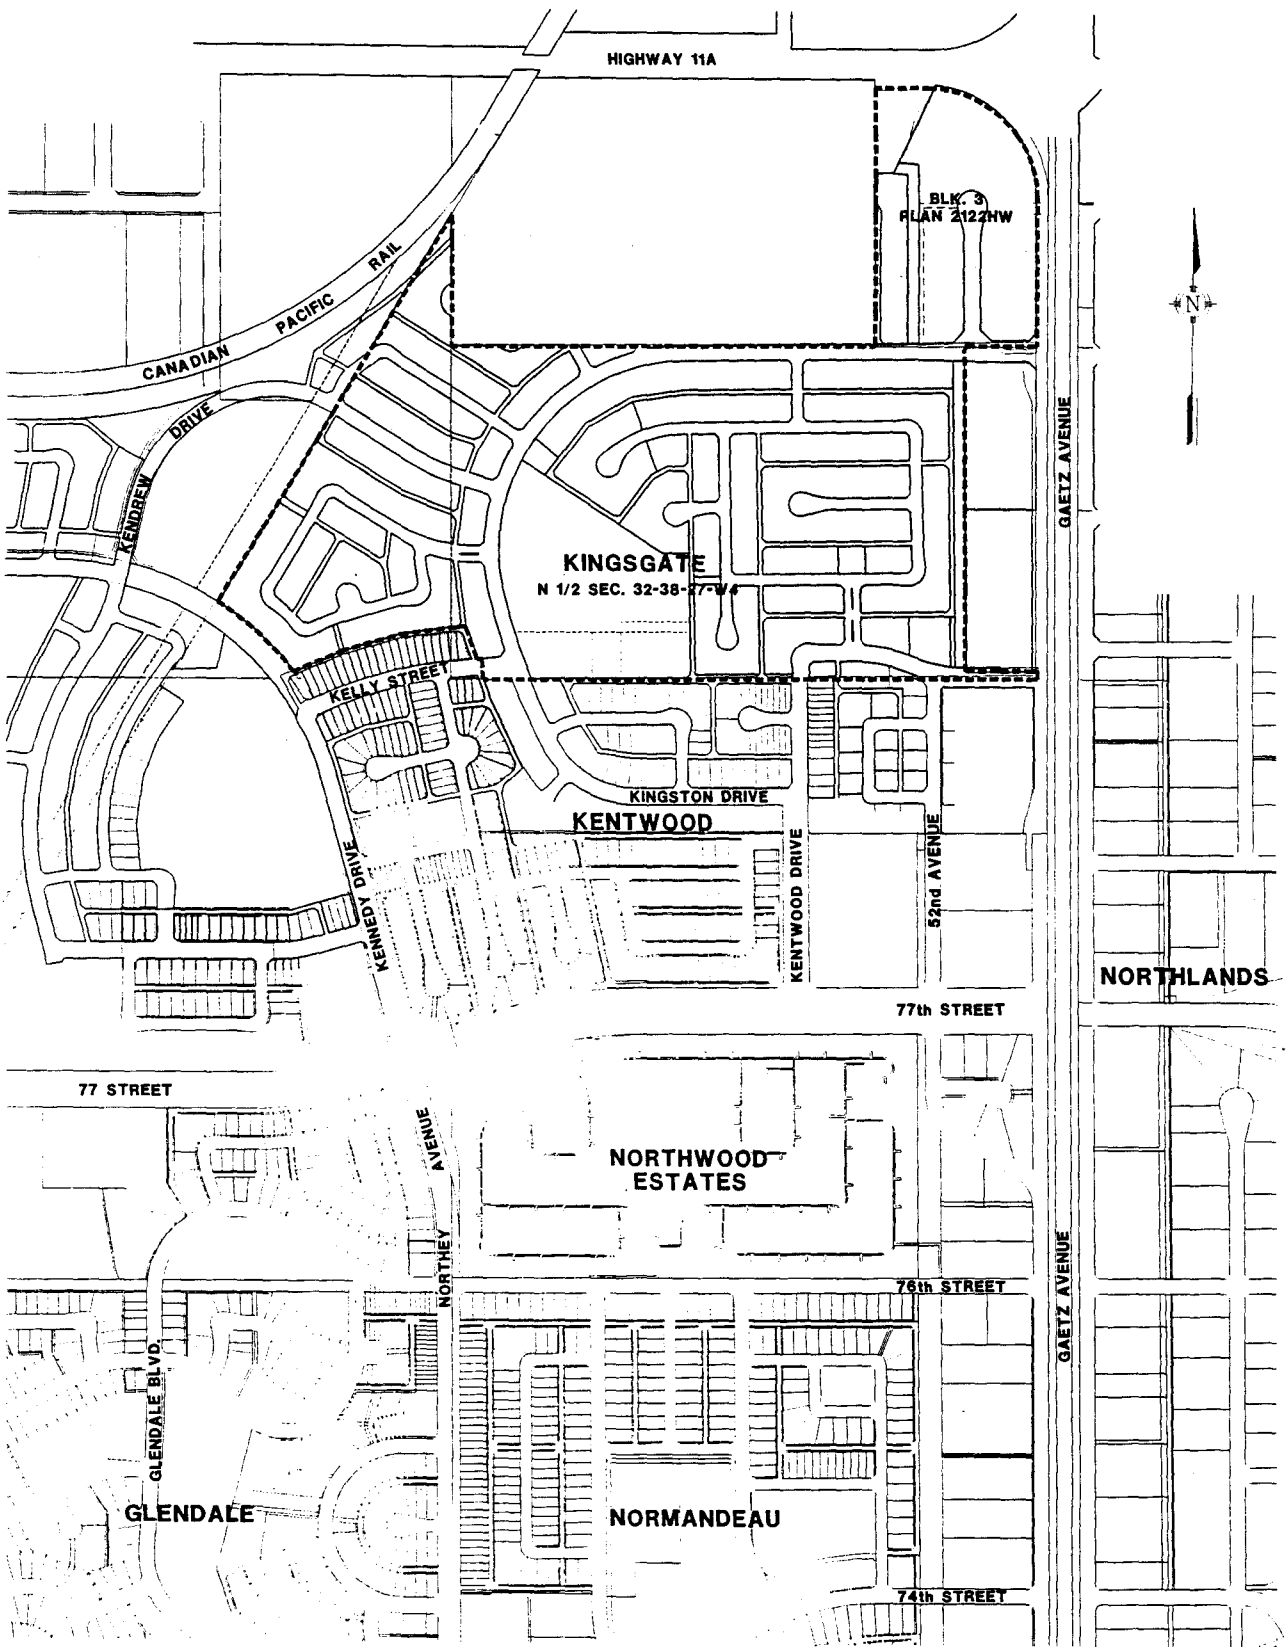 HIGHWAY 11A
BLK. 3
PLAN 2122HW
CANADIAN PACIFIC RAIL
N
KENDREW DRIVE
GAETZ AVENUE
KINGSGATE
N 1/2 SEC. 32-38-27-W4
KELLY STREET
KINGSTON DRIVE
KENTWOOD
KENNEDY DRIVE
KENTWOOD DRIVE
52nd AVENUE
NORTHLANDS
77th STREET
77 STREET
NORTHEY AVENUE
NORTHWOOD
ESTATES
76th STREET
GAETZ AVENUE
GLENDALE BLVD.
GLENDALE
NORMANDEAU
74th STREET